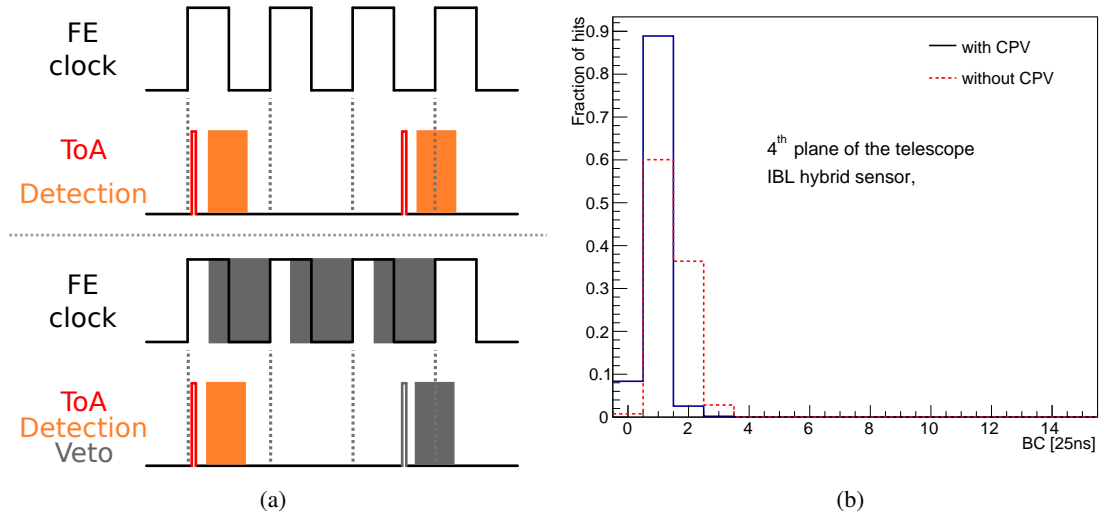 FE
clock
ToA
Detection
FE
clock
ToA
Detection
Veto
(a)
Fraction of hits
0.9
0.8
0.7
0.6
0.5
0.4
0.3
0.2
0.1
0
with CPV
without CPV
4th plane of the telescope
IBL hybrid sensor,
0 2 4 6 8 10 12 14
BC [25ns]
(b)